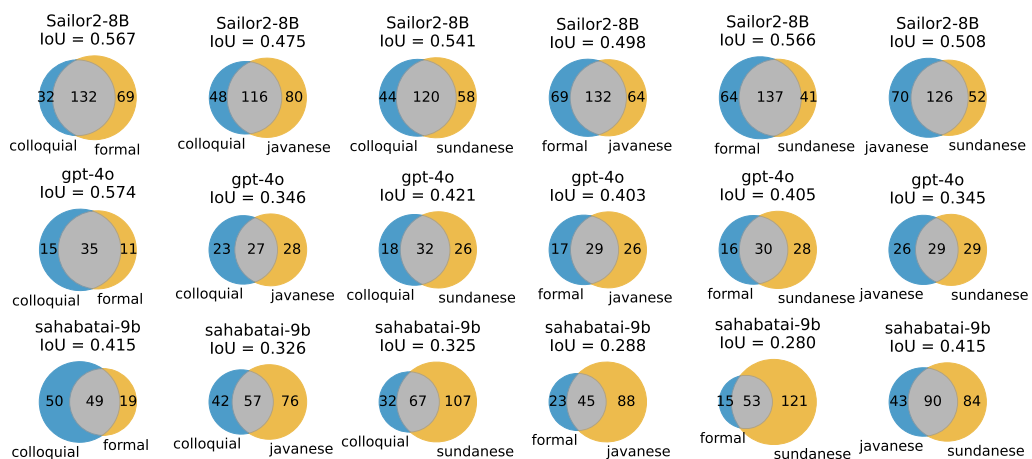 Sailor2-8B
IoU = 0.567
32 132 69
colloquial formal
Sailor2-8B
IoU = 0.475
48 116 80
colloquial javanese
Sailor2-8B
IoU = 0.541
44 120 58
colloquial sundanese
Sailor2-8B
IoU = 0.498
69 132 64
formal javanese
Sailor2-8B
IoU = 0.566
64 137 41
formal sundanese
Sailor2-8B
IoU = 0.508
70 126 52
javanese sundanese
gpt-4o
IoU = 0.574
15 35 11
colloquial formal
gpt-4o
IoU = 0.346
23 27 28
colloquial javanese
gpt-4o
IoU = 0.421
18 32 26
colloquial sundanese
gpt-4o
IoU = 0.403
17 29 26
formal javanese
gpt-4o
IoU = 0.405
16 30 28
formal sundanese
gpt-4o
IoU = 0.345
26 29 29
javanese sundanese
sahabatai-9b
IoU = 0.415
50 49 19
colloquial formal
sahabatai-9b
IoU = 0.326
42 57 76
colloquial javanese
sahabatai-9b
IoU = 0.325
32 67 107
colloquial sundanese
sahabatai-9b
IoU = 0.288
23 45 88
formal javanese
sahabatai-9b
IoU = 0.280
15 53 121
formal sundanese
sahabatai-9b
IoU = 0.415
43 90 84
javanese sundanese